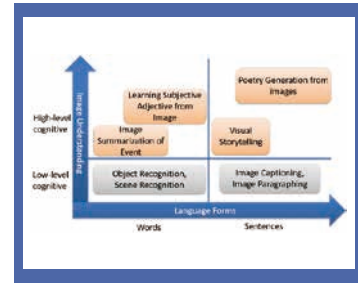 Image Understanding
High-level
cognitive
Low-level
cognitive
Learning Subjective
Adjective from
Image
Poetry Generation from
Images
Image
Summarization of
Event
Visual
Storytelling
Object Recognition,
Scene Recognition
Image Captioning,
Image Paragraphing
Language Forms
Words
Sentences